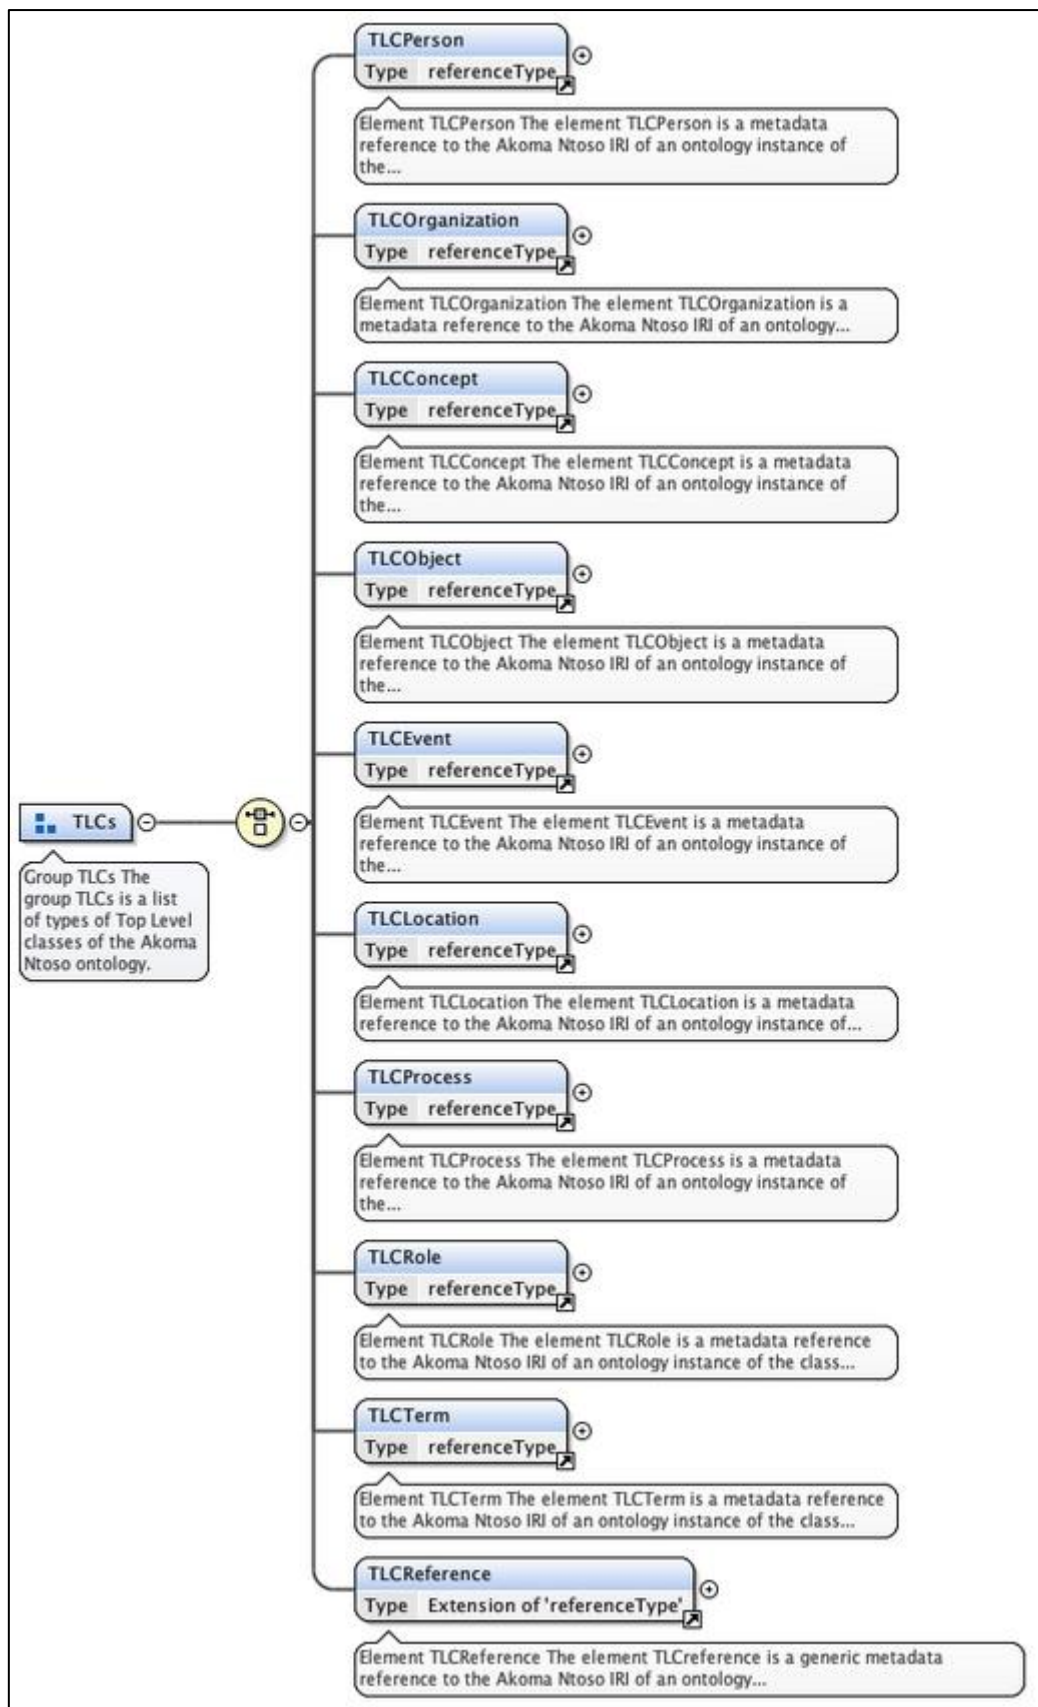 TLCPerson
Type referenceType
Element TLCPerson The element TLCPerson is a metadata
reference to the Akoma Ntoso IRI of an ontology instance of
the...
TLCOrganization
Type referenceType
Element TLCOrganization The element TLCOrganization is a
metadata reference to the Akoma Ntoso IRI of an ontology...
TLCConcept
Type referenceType
Element TLCConcept The element TLCConcept is a metadata
reference to the Akoma Ntoso IRI of an ontology instance of
the...
TLCObject
Type referenceType
Element TLCObject The element TLCObject is a metadata
reference to the Akoma Ntoso IRI of an ontology instance of
the...
TLCEvent
Type referenceType
Element TLCEvent The element TLCEvent is a metadata
reference to the Akoma Ntoso IRI of an ontology instance of
the...
TLCs
Group TLCs The
group TLCs is a list
of types of Top Level
classes of the Akoma
Ntoso ontology.
TLCLocation
Type referenceType
Element TLCLocation The element TLCLocation is a metadata
reference to the Akoma Ntoso IRI of an ontology instance of...
TLCProcess
Type referenceType
Element TLCProcess The element TLCProcess is a metadata
reference to the Akoma Ntoso IRI of an ontology instance of
the...
TLCRole
Type referenceType
Element TLCRole The element TLCRole is a metadata reference
to the Akoma Ntoso IRI of an ontology instance of the class...
TLCTerm
Type referenceType
Element TLCTerm The element TLCTerm is a metadata reference
to the Akoma Ntoso IRI of an ontology instance of the class...
TLCReference
Type Extension of 'referenceType'
Element TLCReference The element TLCreference is a generic metadata
reference to the Akoma Ntoso IRI of an ontology...